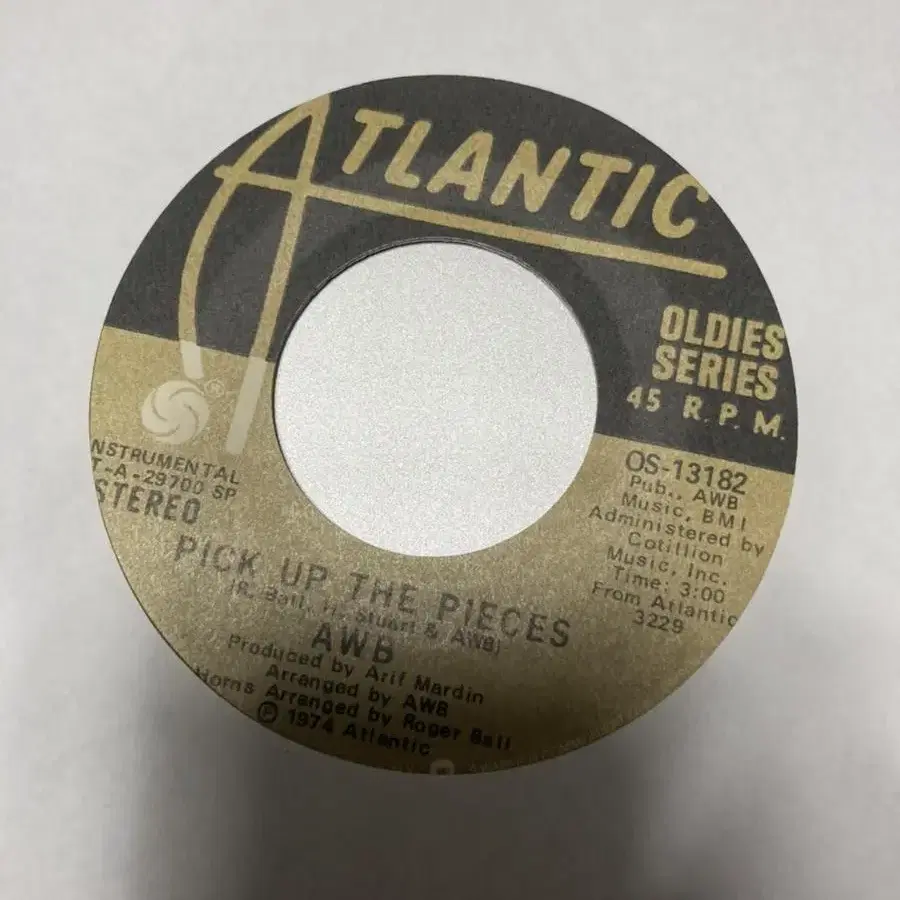 ATLANTIC
OLDIES
SERIES
45 R.P.M.
NSTRUMENTAL
T-A-29700 SP
STEREO
OS-13182
Pub., AWB
Music, BMI
Administered by
Cotillion
Music, Inc.
Time: 3:00
From Atlantic
3229
PICK UP THE PIECES
(R. Ball, H. Stuart & AWB)
AWB
Produced by Arif Mardin
Arranged by AWB
Horns Arranged by Roger Ball
Ⓟ 1974 Atlantic